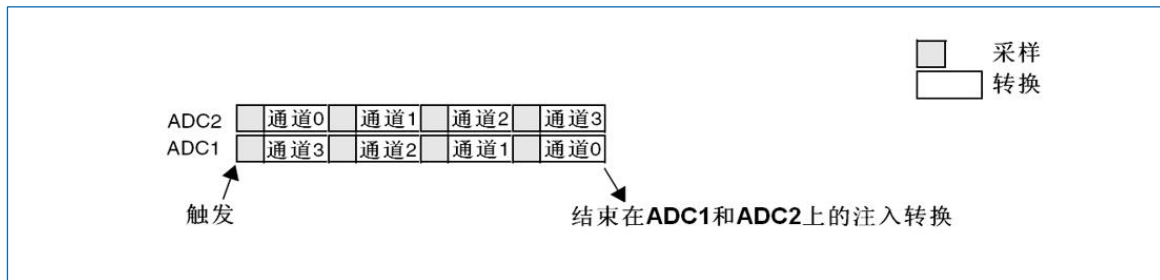 采样
转换
ADC2 通道0 通道1 通道2 通道3
ADC1 通道3 通道2 通道1 通道0
触发 结束在ADC1和ADC2上的注入转换